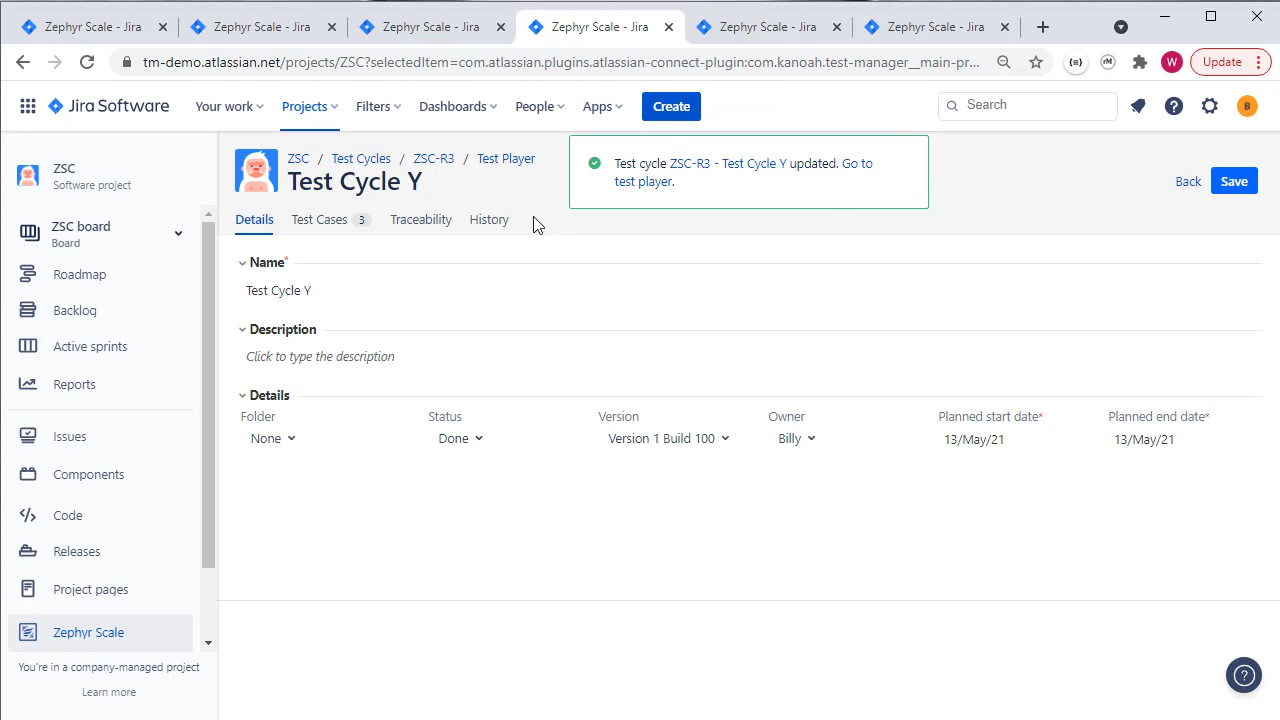 Zephyr Scale - Jira
Zephyr Scale - Jira
Zephyr Scale - Jira
Zephyr Scale - Jira
Zephyr Scale - Jira
Zephyr Scale - Jira
tm-demo.atlassian.net/projects/ZSC?selectedItem=com.atlassian.plugins.atlassian-connect-plugin:com.kanoah.test-manager__main-pr...
W
Update
Jira Software
Your work
Projects
Filters
Dashboards
People
Apps
Create
Search
B
ZSC
Software project
ZSC board
Board
Roadmap
Backlog
Active sprints
Reports
Issues
Components
Code
Releases
Project pages
Zephyr Scale
You're in a company-managed project
Learn more
ZSC / Test Cycles / ZSC-R3 / Test Player
Test Cycle Y
Test cycle ZSC-R3 - Test Cycle Y updated. Go to
test player.
Back
Save
Details
Test Cases 3
Traceability
History
Name*
Test Cycle Y
Description
Click to type the description
Details
Folder
Status
Version
Owner
Planned start date*
Planned end date*
None
Done
Version 1 Build 100
Billy
13/May/21
13/May/21